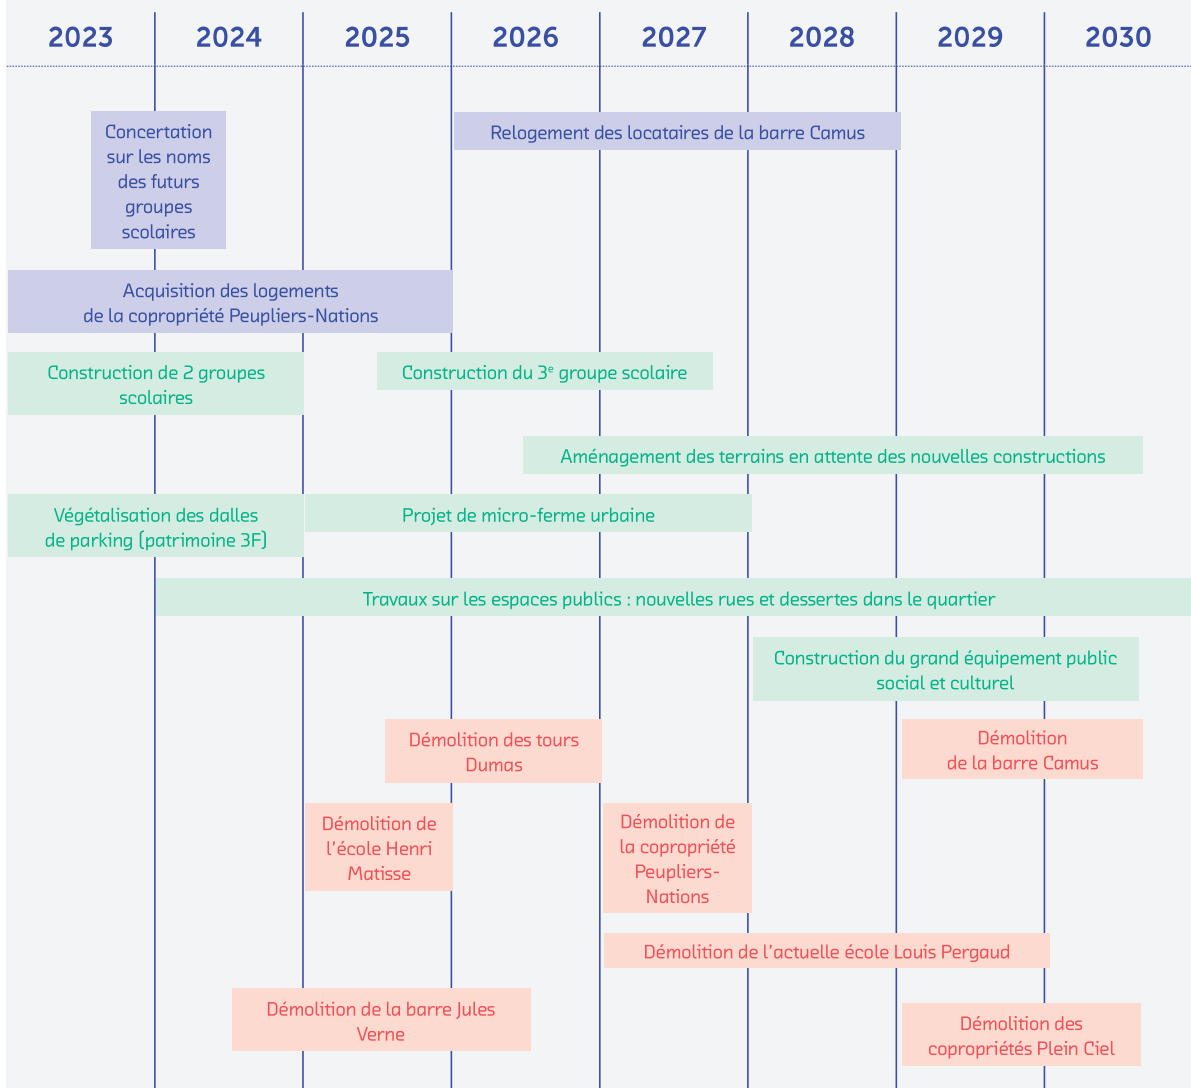 2023 2024 2025 2026 2027 2028 2029 2030
Concertation
sur les noms
des futurs
groupes
scolaires
Relogement des locataires de la barre Camus
Acquisition des logements
de la copropriété Peupliers-Nations
Construction de 2 groupes
scolaires
Construction du 3e groupe scolaire
Aménagement des terrains en attente des nouvelles constructions
Végétalisation des dalles
de parking (patrimoine 3F)
Projet de micro-ferme urbaine
Travaux sur les espaces publics : nouvelles rues et dessertes dans le quartier
Construction du grand équipement public
social et culturel
Démolition des tours
Dumas
Démolition
de la barre Camus
Démolition de
l'école Henri
Matisse
Démolition de
la copropriété
Peupliers-
Nations
Démolition de l'actuelle école Louis Pergaud
Démolition de la barre Jules
Verne
Démolition des
copropriétés Plein Ciel